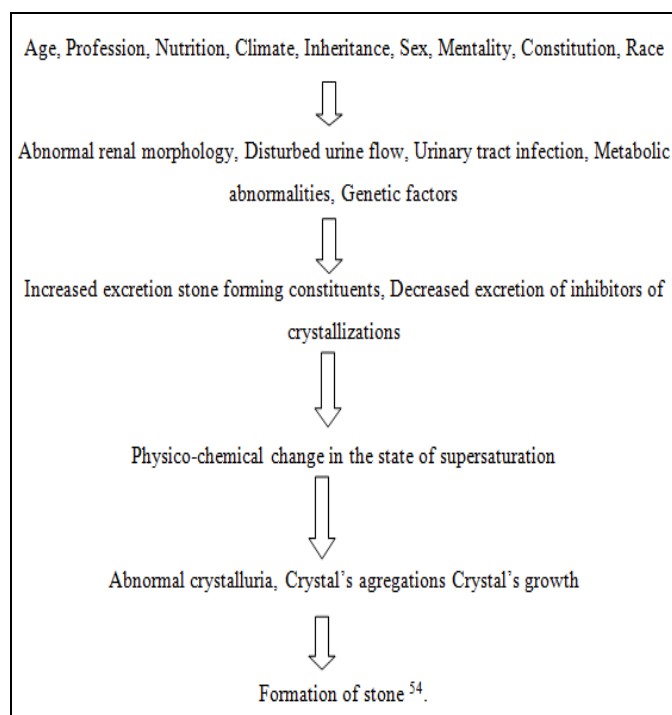 Age, Profession, Nutrition, Climate, Inheritance, Sex, Mentality, Constitution, Race
Abnormal renal morphology, Disturbed urine flow, Urinary tract infection, Metabolic
abnormalities, Genetic factors
Increased excretion stone forming constituents, Decreased excretion of inhibitors of
crystallizations
Physico-chemical change in the state of supersaturation
Abnormal crystalluria, Crystal’s agregations Crystal’s growth
Formation of stone 54.